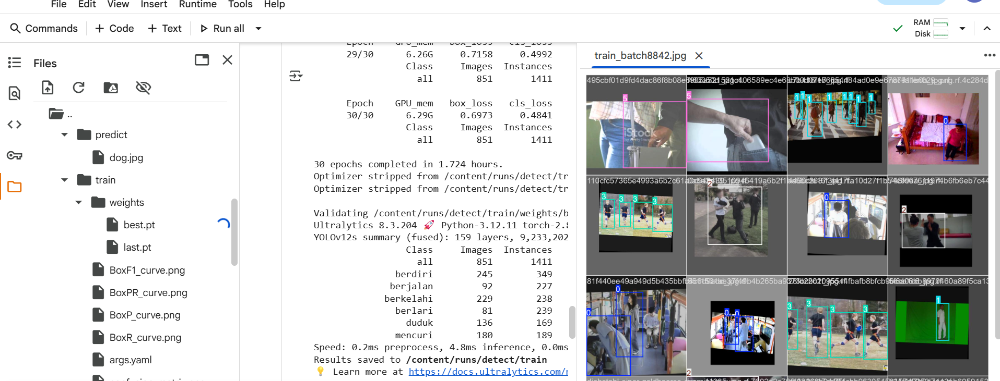 File Edit View Insert Runtime Tools Help
Commands + Code + Text Run all
RAM
Disk
Files
..
predict
dog.jpg
train
weights
best.pt
last.pt
BoxF1_curve.png
BoxPR_curve.png
BoxP_curve.png
BoxR_curve.png
args.yaml
Epoch GPU_mem box_loss cls_loss
29/30 6.26G 0.7158 0.4992
Class Images Instances
all 851 1411
Epoch GPU_mem box_loss cls_loss
30/30 6.29G 0.6973 0.4841
Class Images Instances
all 851 1411
30 epochs completed in 1.724 hours.
Optimizer stripped from /content/runs/detect/tr
Optimizer stripped from /content/runs/detect/tr
Validating /content/runs/detect/train/weights/b
Ultralytics 8.3.204 🚀 Python-3.12.11 torch-2.8
YOLOv12s summary (fused): 159 layers, 9,233,202
Class Images Instances
all 851 1411
berdiri 245 349
berjalan 92 227
berkelahi 229 238
berlari 81 239
duduk 136 169
mencuri 180 189
Speed: 0.2ms preprocess, 4.8ms inference, 0.0ms
Results saved to /content/runs/detect/train
💡 Learn more at https://docs.ultralytics.com/
train_batch8842.jpg
5
5
1 1 1 1 1 1 1 1
0
iStock
by Getty Images
3 3 3 3
2
0
2
0
0
0 0
3 3 3 3
1
2